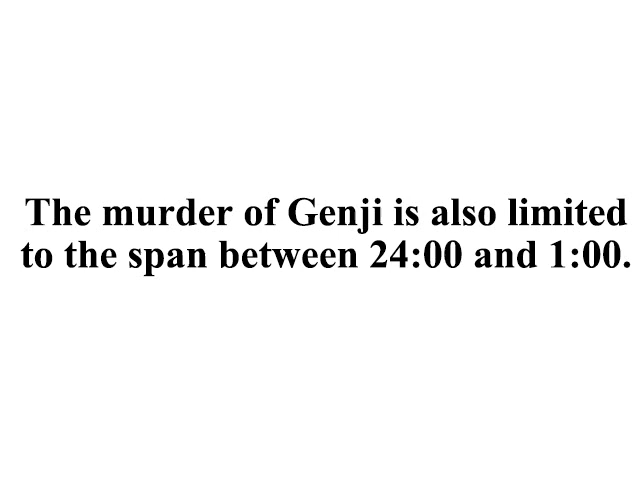 The murder of Genji is also limited
to the span between 24:00 and 1:00.